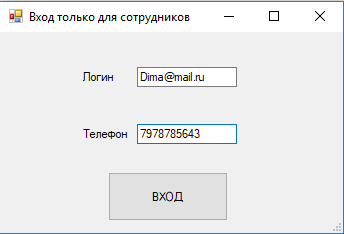 Вход только для сотрудников
Логин Dima@mail.ru
Телефон 7978785643
ВХОД